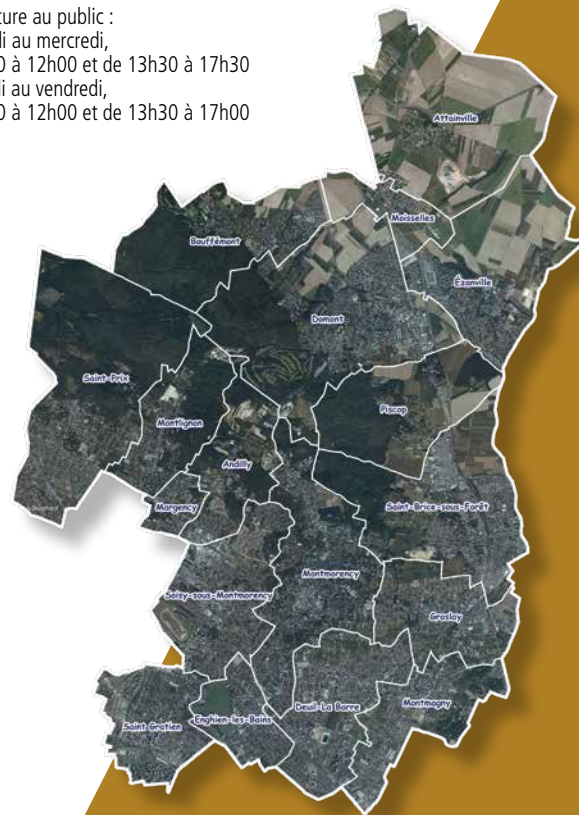 ture au public :
di au mercredi,
0 à 12h00 et de 13h30 à 17h30
di au vendredi,
0 à 12h00 et de 13h30 à 17h00
Attainville
Moisselles
Bouffémont
Ézanville
Domont
Saint-Prix
Piscop
Montlignon
Andilly
Margency
Saint-Brice-sous-Forêt
Montmorency
Soisy-sous-Montmorency
Groslay
Deuil-La Barre
Montmagny
Saint Gratien
Enghien-les-Bains